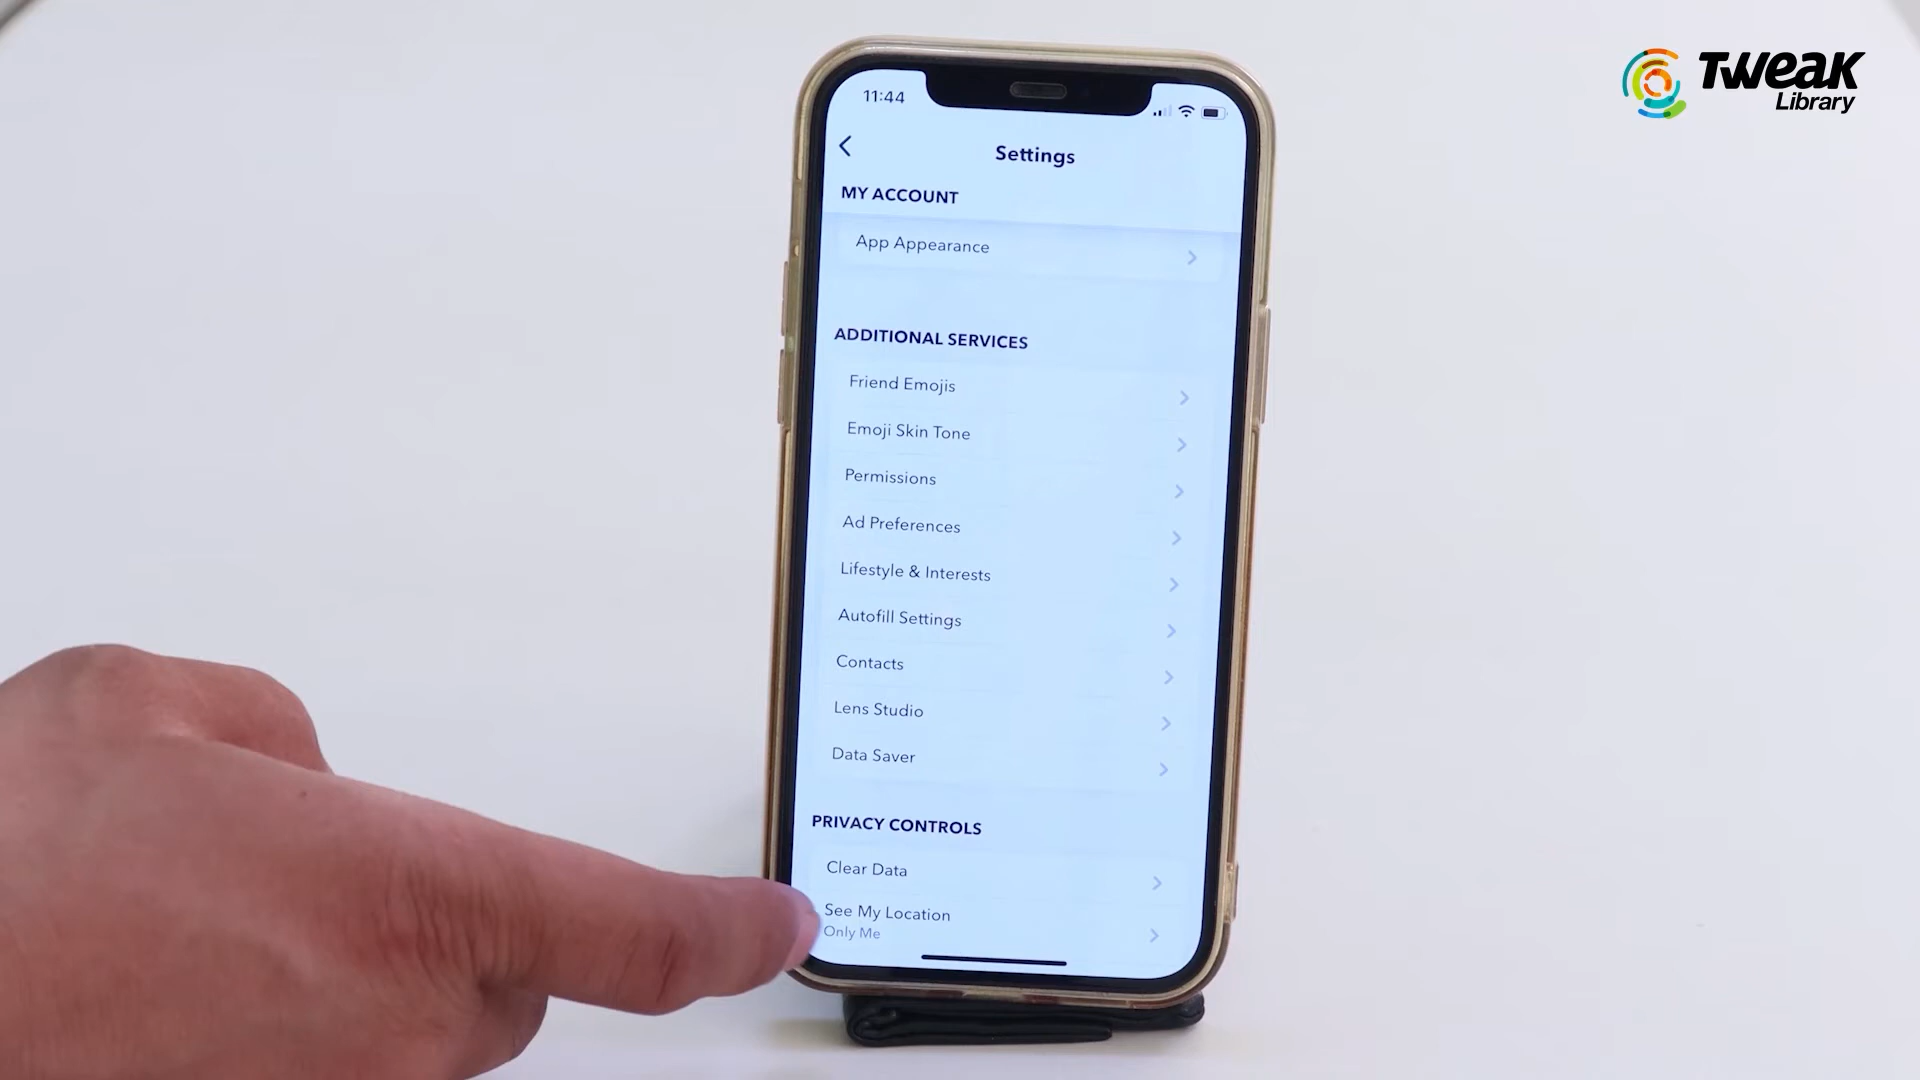 TWEAK
Library
11:44
Settings
MY ACCOUNT
App Appearance
ADDITIONAL SERVICES
Friend Emojis
Emoji Skin Tone
Permissions
Ad Preferences
Lifestyle & Interests
Autofill Settings
Contacts
Lens Studio
Data Saver
PRIVACY CONTROLS
Clear Data
See My Location
Only Me